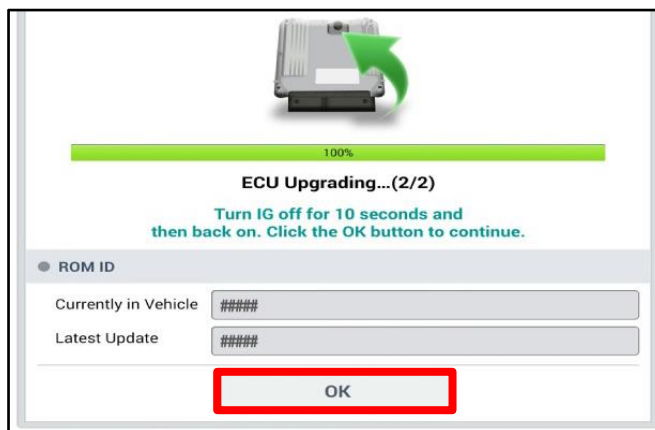 100%
ECU Upgrading...(2/2)
Turn IG off for 10 seconds and
then back on. Click the OK button to continue.
ROM ID
Currently in Vehicle #####
Latest Update #####
OK